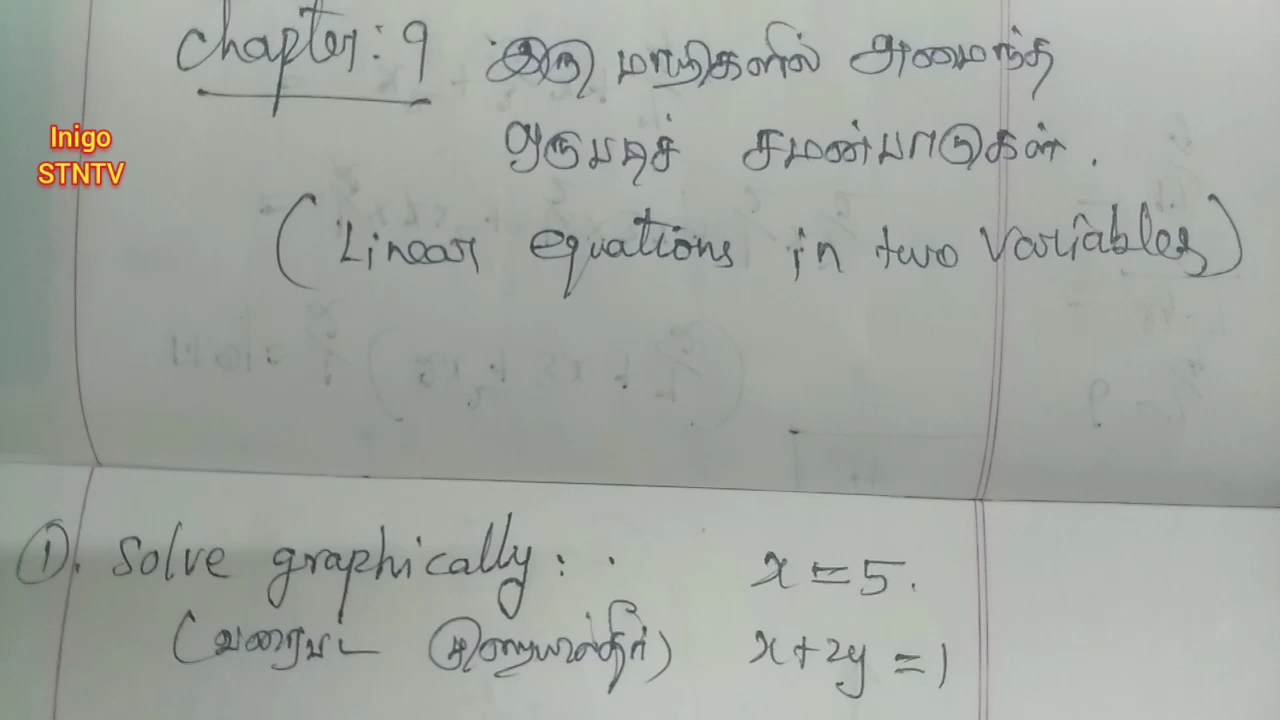 Chapter: 9 இரு மாறிகளில் அமைந்த
ஒருபடிச் சமன்பாடுகள்.
(Linear equations in two variables)
Inigo
STNTV
①. Solve graphically: . x = 5.
(வரைபட முறையில்தீர்) x + 2y = 1